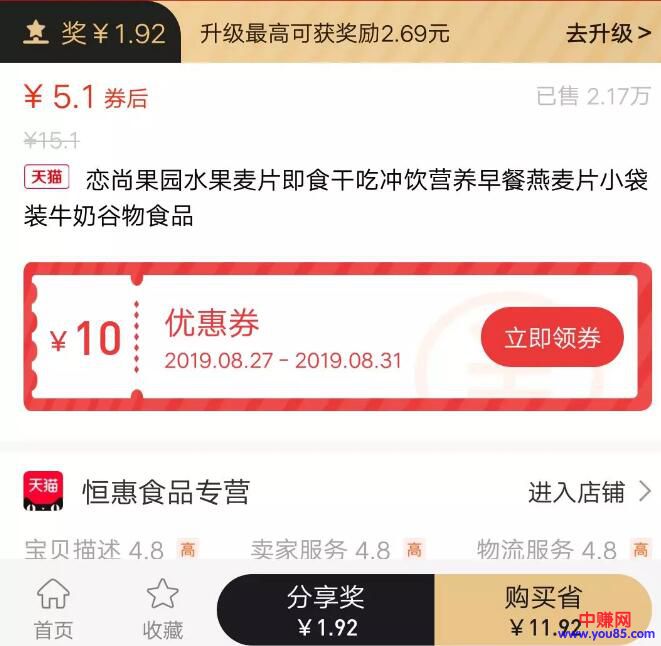 奖¥1.92 升级最高可获奖励2.69元 去升级>
¥5.1券后 已售 2.17万
¥15.1
天猫 恋尚果园水果麦片即食干吃冲饮营养早餐燕麦片小袋
装牛奶谷物食品
¥10 优惠券 立即领券
2019.08.27-2019.08.31
天猫 恒惠食品专营 进入店铺
宝贝描述 4.8 高 卖家服务 4.8 高 物流服务 4.8 高
首页 收藏 分享奖 购买省
¥1.92 ¥11.92
中赚网
www.you85.com